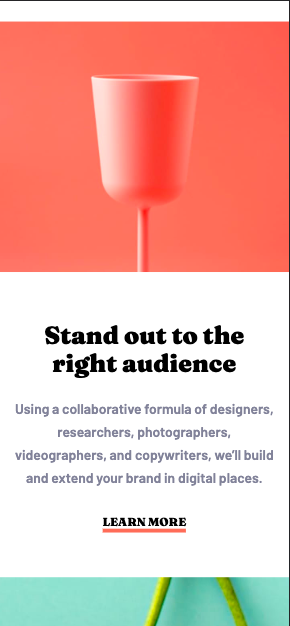 Stand out to the
right audience
Using a collaborative formula of designers,
researchers, photographers,
videographers, and copywriters, we’ll build
and extend your brand in digital places.
LEARN MORE